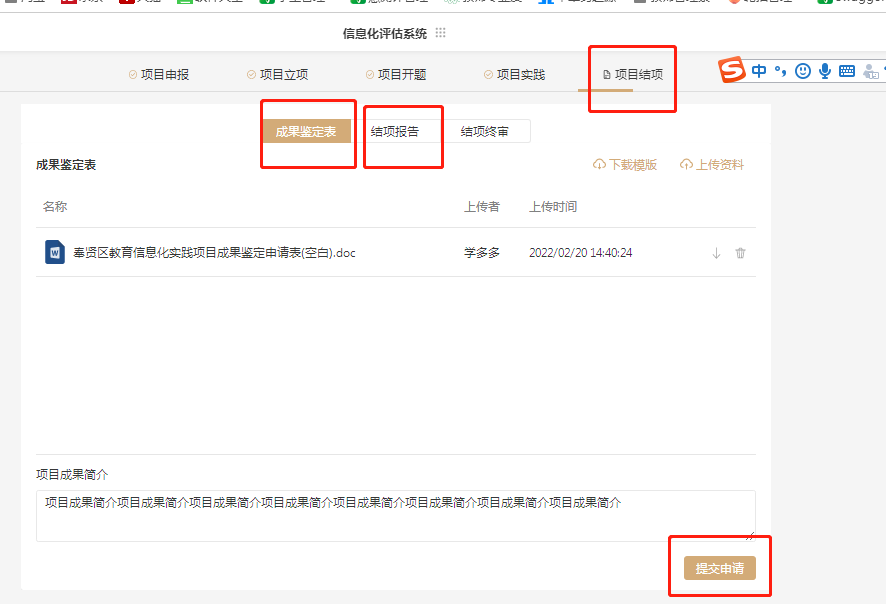 信息化评估系统
项目申报 项目立项 项目开题 项目实践 项目结项
中
成果鉴定表 结项报告 结项终审
成果鉴定表 下载模版 上传资料
名称 上传者 上传时间
奉贤区教育信息化实践项目成果鉴定申请表(空白).doc 学多多 2022/02/20 14:40:24
项目成果简介
项目成果简介项目成果简介项目成果简介项目成果简介项目成果简介项目成果简介项目成果简介项目成果简介
提交申请